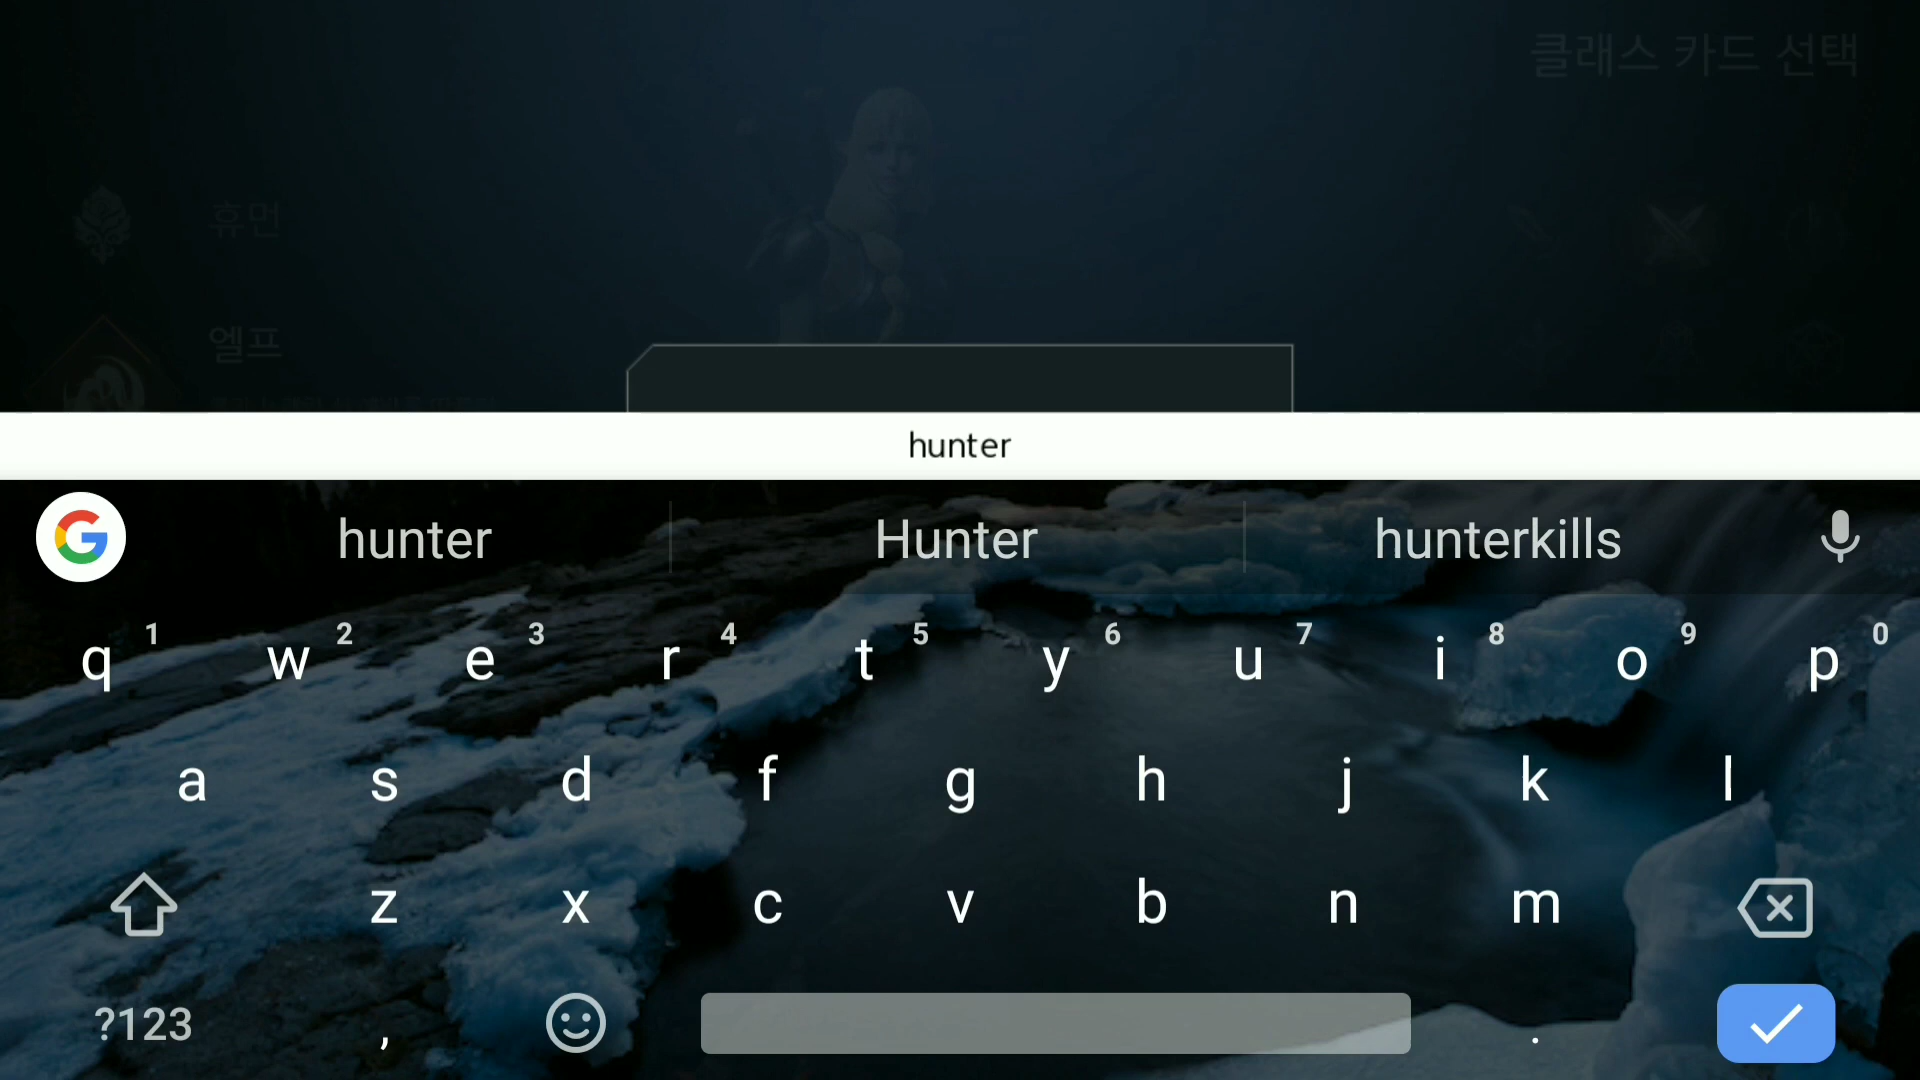 클래스 카드 선택
휴먼
엘프
hunter
hunter Hunter hunterkills
q 1 w 2 e 3 r 4 t 5 y 6 u 7 i 8 o 9 p 0
a s d f g h j k l
z x c v b n m
?123 , .